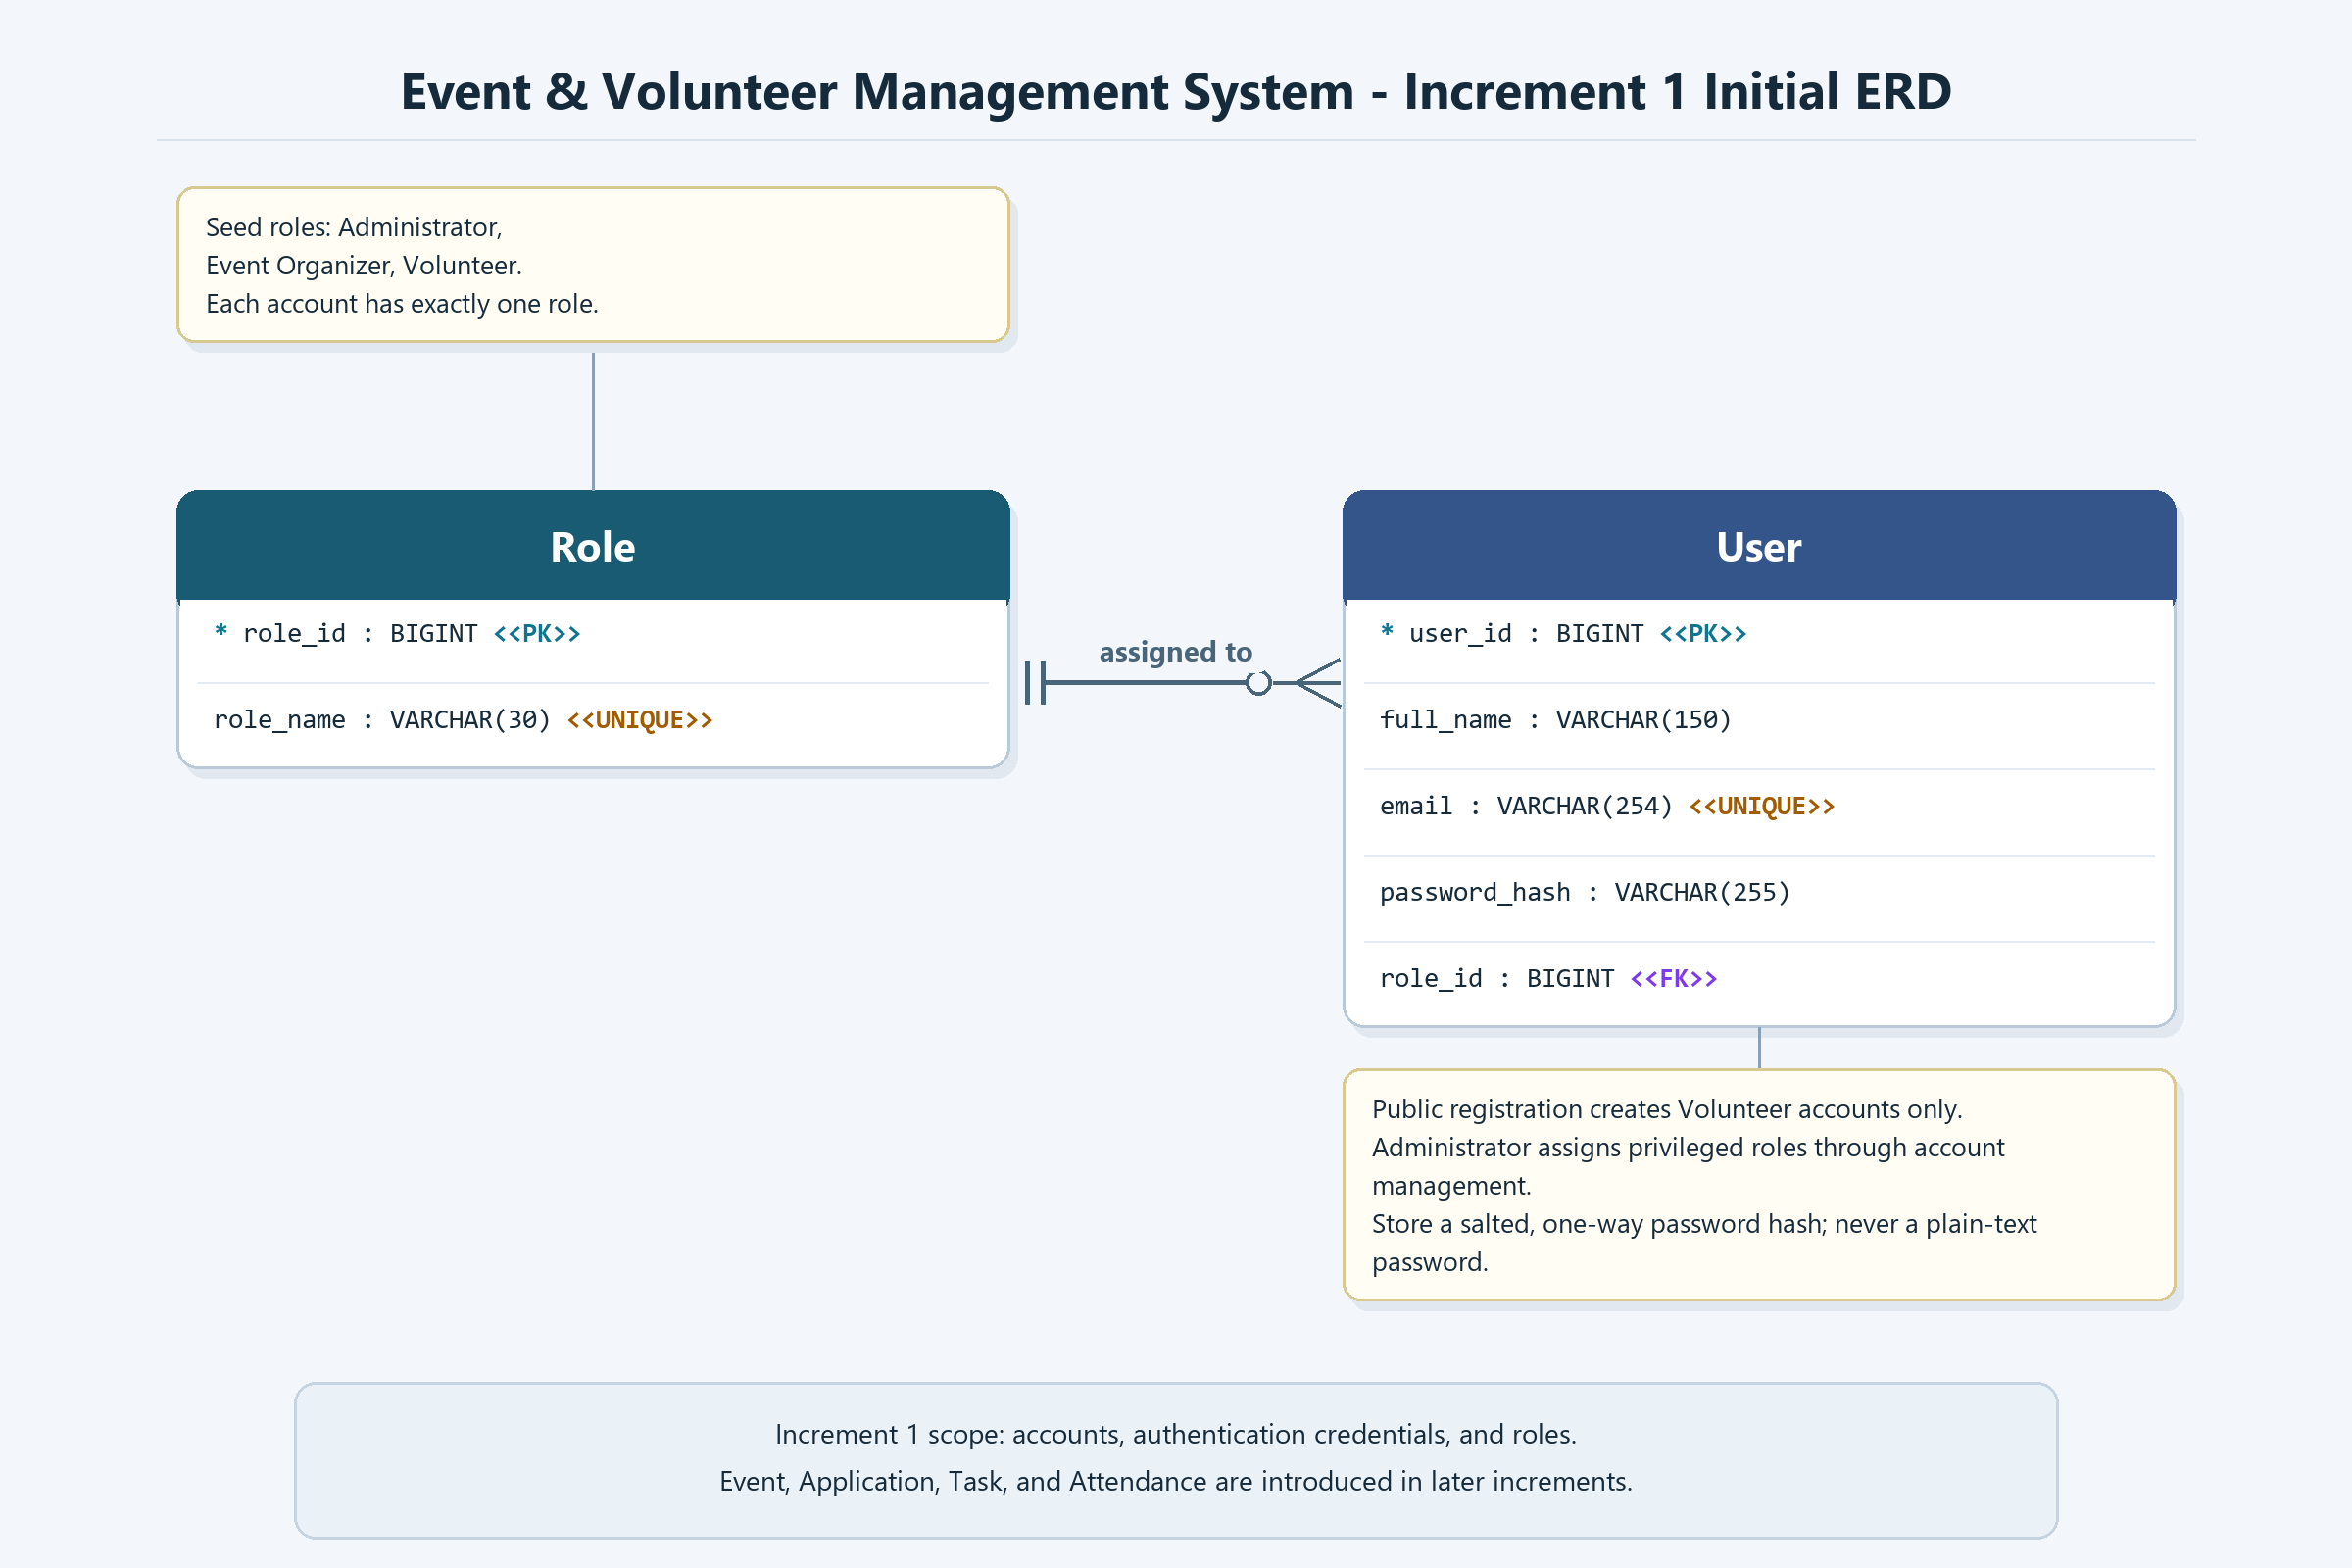 Event & Volunteer Management System - Increment 1 Initial ERD
Seed roles: Administrator,
Event Organizer, Volunteer.
Each account has exactly one role.
Role
* role_id : BIGINT <<PK>>
role_name : VARCHAR(30) <<UNIQUE>>
assigned to
User
* user_id : BIGINT <<PK>>
full_name : VARCHAR(150)
email : VARCHAR(254) <<UNIQUE>>
password_hash : VARCHAR(255)
role_id : BIGINT <<FK>>
Public registration creates Volunteer accounts only.
Administrator assigns privileged roles through account
management.
Store a salted, one-way password hash; never a plain-text
password.
Increment 1 scope: accounts, authentication credentials, and roles.
Event, Application, Task, and Attendance are introduced in later increments.